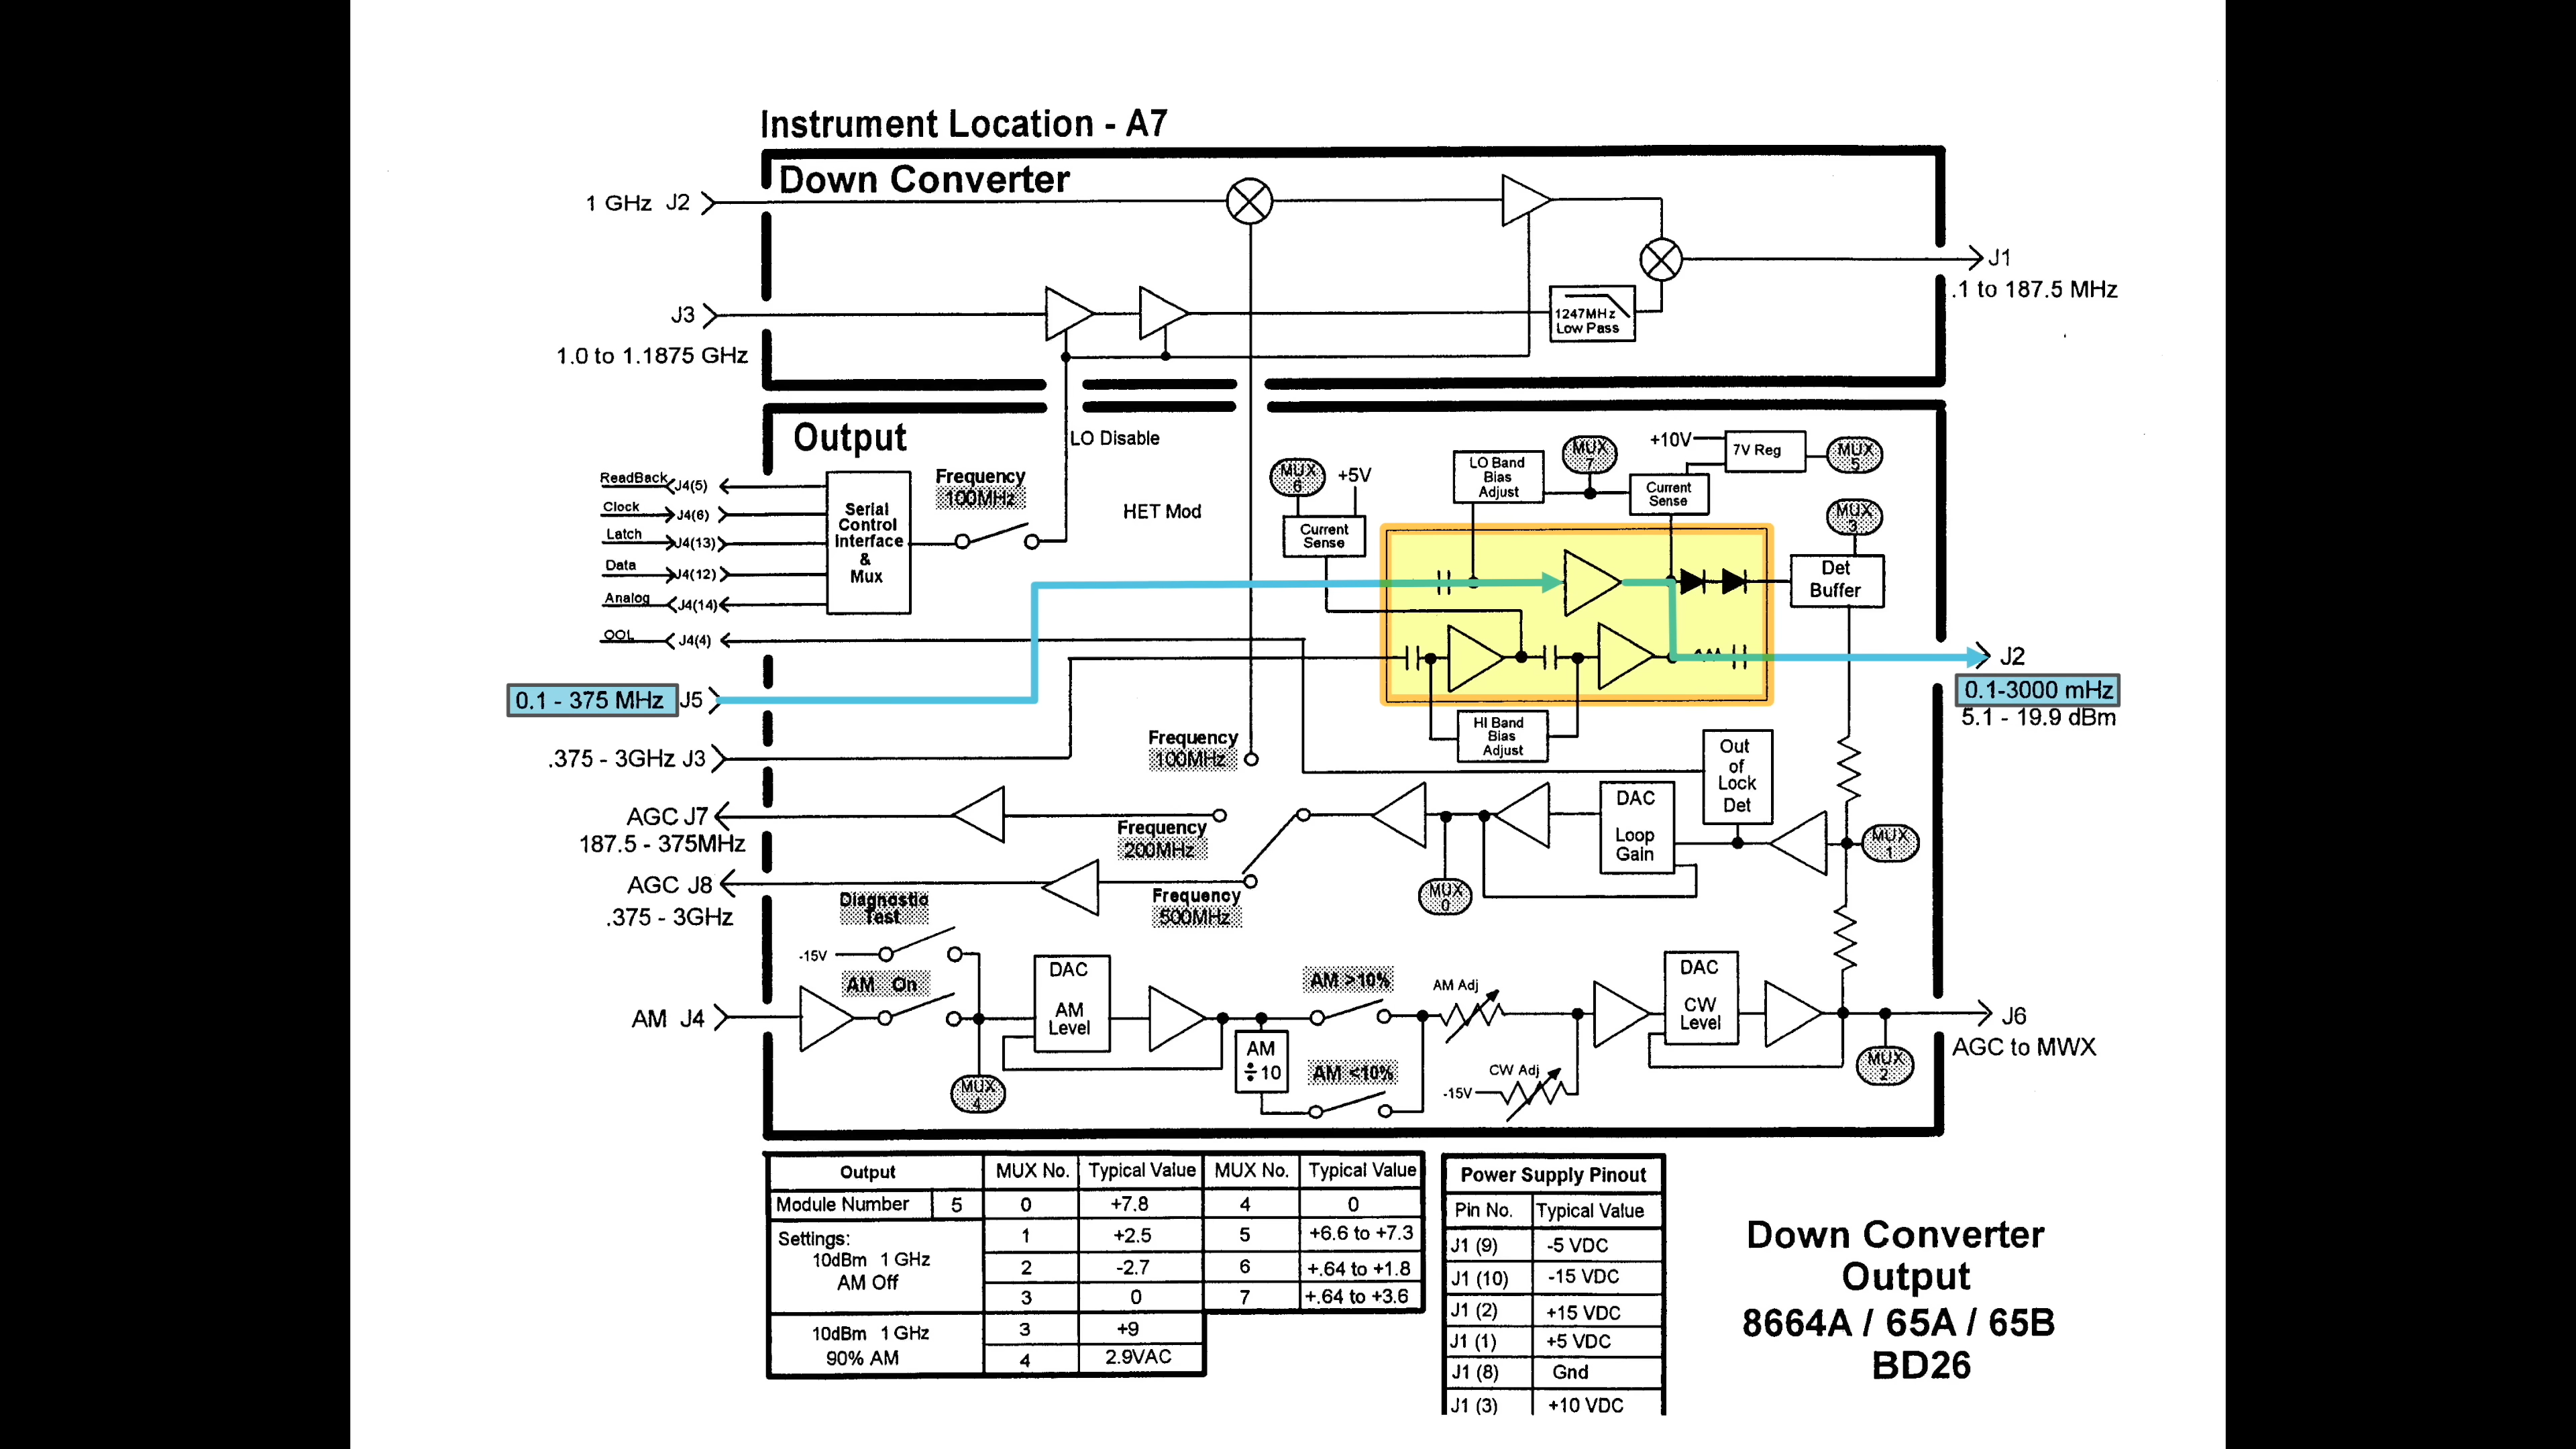 Instrument Location - A7
Down Converter
1 GHz J2
J1
.1 to 187.5 MHz
J3
1247MHz
Low Pass
1.0 to 1.1875 GHz
Output
LO Disable
HET Mod
ReadBack J4(5)
Clock J4(6)
Latch J4(13)
Data J4(12)
Analog J4(14)
OOL J4(4)
Serial
Control
Interface
&
Mux
Frequency
100MHz
MUX
6
+5V
Current
Sense
LO Band
Bias
Adjust
MUX
7
+10V
7V Reg
MUX
5
Current
Sense
MUX
3
Det
Buffer
J2
0.1-3000 mHz
5.1 - 19.9 dBm
0.1 - 375 MHz J5
.375 - 3GHz J3
HI Band
Bias
Adjust
Frequency
100MHz
Out
of
Lock
Det
AGC J7
187.5 - 375MHz
Frequency
200MHz
DAC
Loop
Gain
MUX
1
AGC J8
.375 - 3GHz
Frequency
500MHz
MUX
0
Diagnostic
Test
-15V
AM On
AM J4
MUX
4
DAC
AM
Level
AM
÷10
AM >10%
AM <10%
AM Adj
CW Adj
-15V
DAC
CW
Level
MUX
2
J6
AGC to MWX
Output MUX No. Typical Value MUX No. Typical Value
Module Number 5 0 +7.8 4 0
Settings: 1 +2.5 5 +6.6 to +7.3
10dBm 1 GHz 2 -2.7 6 +.64 to +1.8
AM Off 3 0 7 +.64 to +3.6
10dBm 1 GHz 3 +9
90% AM 4 2.9VAC
Power Supply Pinout
Pin No. Typical Value
J1 (9) -5 VDC
J1 (10) -15 VDC
J1 (2) +15 VDC
J1 (1) +5 VDC
J1 (8) Gnd
J1 (3) +10 VDC
Down Converter
Output
8664A / 65A / 65B
BD26